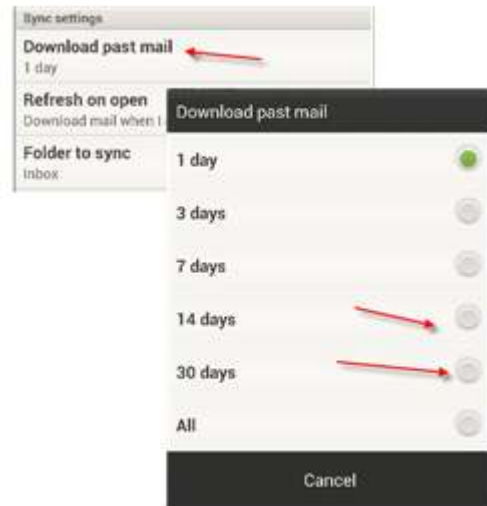 Sync settings
Download past mail
1 day
Refresh on open
Download mail when I
Folder to sync
Inbox
Download past mail
1 day
3 days
7 days
14 days
30 days
All
Cancel